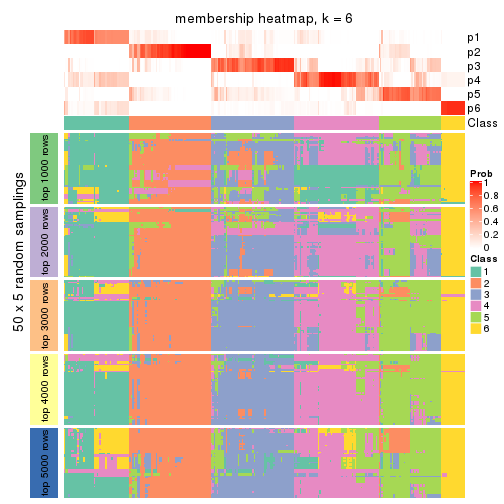 membership heatmap, k = 6
p1
p2
p3
p4
p5
p6
Class
50 x 5 random samplings
top 1000 rows
top 2000 rows
top 3000 rows
top 4000 rows
top 5000 rows
Prob
1
0.8
0.6
0.4
0.2
0
Class
1
2
3
4
5
6